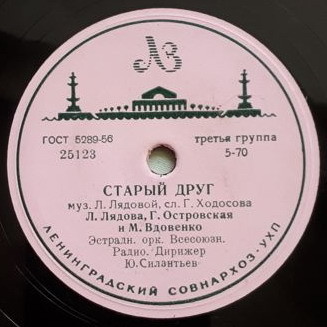 ЛЗ
ГОСТ 5289-56
третья группа
25123
5-70
СТАРЫЙ ДРУГ
муз. Л. Лядовой, сл. Г. Ходосова
Л. Лядова, Г. Островская
и М. Вдовенко
Эстрадн. орк. Всесоюзн.
Радио. Дирижер
Ю. Силантьев
ЛЕНИНГРАДСКИЙ СОВНАРХОЗ·УХП